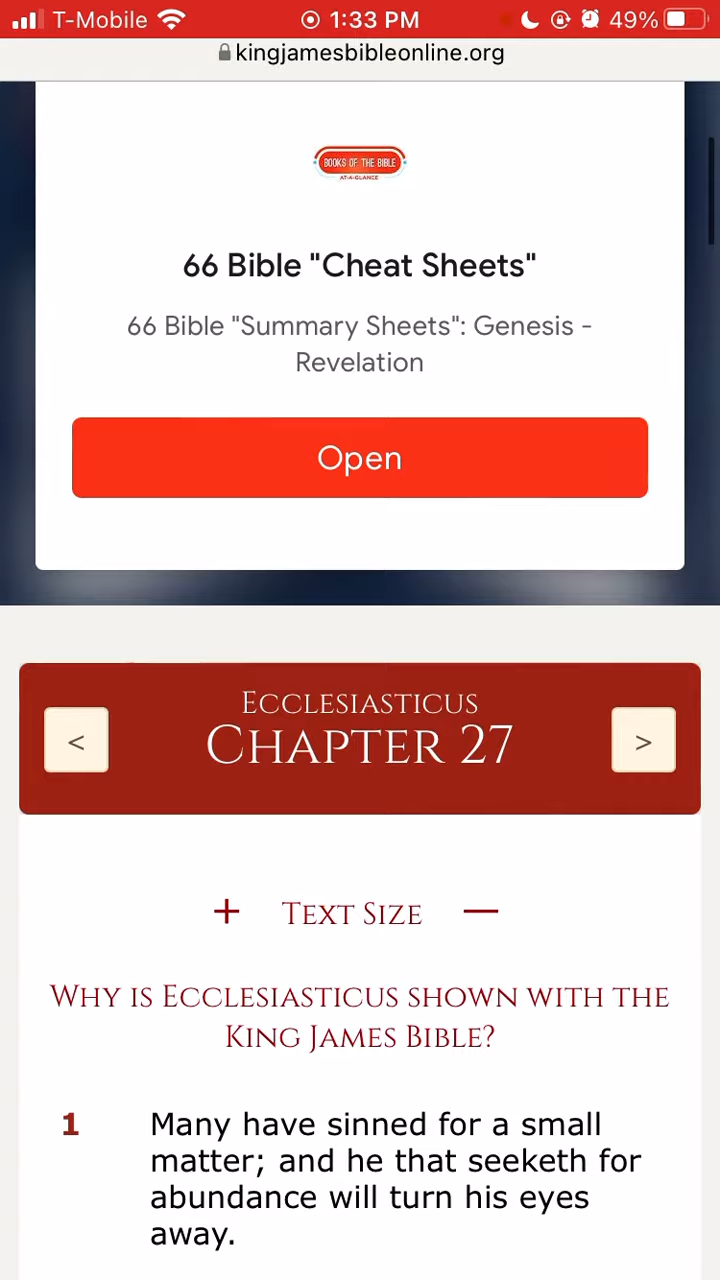 T-Mobile 1:33 PM 49%
kingjamesbibleonline.org
BOOKS OF THE BIBLE
AT-A-GLANCE
66 Bible "Cheat Sheets"
66 Bible "Summary Sheets": Genesis -
Revelation
Open
Ecclesiasticus
Chapter 27
< >
+ Text Size —
Why is Ecclesiasticus shown with the
King James Bible?
1 Many have sinned for a small
matter; and he that seeketh for
abundance will turn his eyes
away.